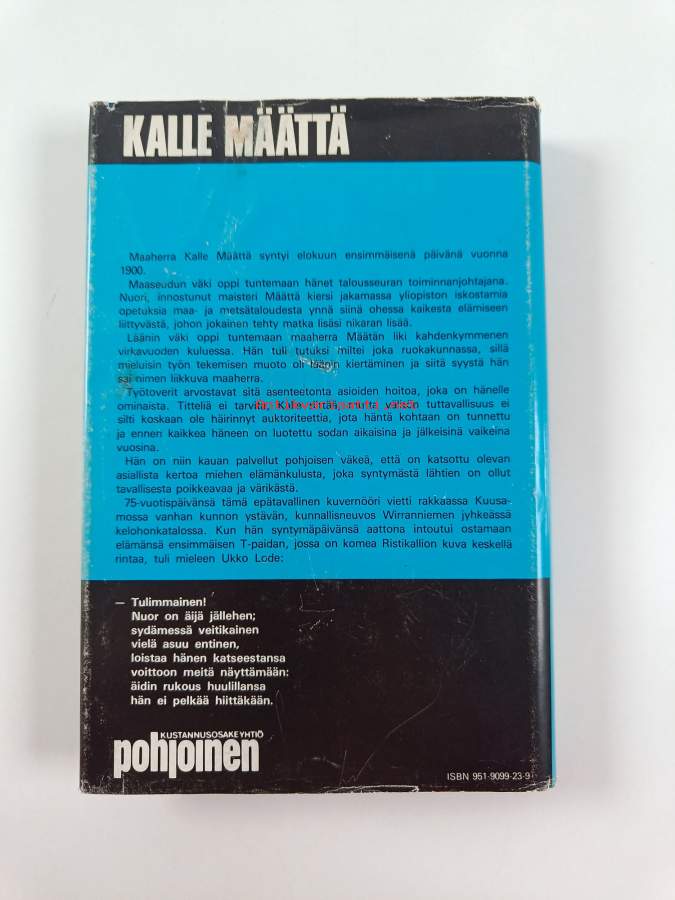 KALLE MÄÄTTÄ
Maaherra Kalle Määttä syntyi elokuun ensimmäisenä päivänä vuonna
1900.
Maaseudun väki oppi tuntemaan hänet talousseuran toiminnanjohtajana.
Nuori, innostunut maisteri Määttä kiersi jakamassa yliopiston iskostamia
opetuksia maa- ja metsätaloudesta ynnä siinä ohessa kaikesta elämiseen
liittyvästä, johon jokainen tehty matka lisäsi nikaran lisää.
Läänin väki oppi tuntemaan maaherra Määtän liki kahdenkymmenen
virkavuoden kuluessa. Hän tuli tutuksi miltei joka ruokakunnassa, sillä
mieluisin työn tekemisen muoto oli läänin kiertäminen ja siitä syystä hän
sai nimen liikkuva maaherra.
Työtoverit arvostavat sitä asenteetonta asioiden hoitoa, joka on hänelle
ominaista. Titteliä ei tarvita, Kalle riittää, mutta välitön tuttavallisuus ei
silti koskaan ole häirinnyt auktoriteettia, jota häntä kohtaan on tunnettu
ja ennen kaikkea häneen on luotettu sodan aikaisina ja jälkeisinä vaikeina
vuosina.
Hän on niin kauan palvellut pohjoisen väkeä, että on katsottu olevan
asiallista kertoa miehen elämänkulusta, joka syntymästä lähtien on ollut
tavallisesta poikkeavaa ja värikästä.
75-vuotispäivänsä tämä epätavallinen kuvernööri vietti rakkaassa Kuusa-
mossa vanhan kunnon ystävän, kunnallisneuvos Wirranniemen jyhkeässä
kelohonkatalossa. Kun hän syntymäpäivänsä aattona intoutui ostamaan
elämänsä ensimmäisen T-paidan, jossa on komea Ristikallion kuva keskellä
rintaa, tuli mieleen Ukko Lode:
— Tulimmainen!
Nuor on äijä jällehen;
sydämessä veitikainen
vielä asuu entinen,
loistaa hänen katseestansa
voittoon meitä näyttämään:
äidin rukous huulillansa
hän ei pelkää hiittäkään.
KUSTANNUSOSAKEYHTIÖ
pohjoinen
ISBN 951-9099-23-9